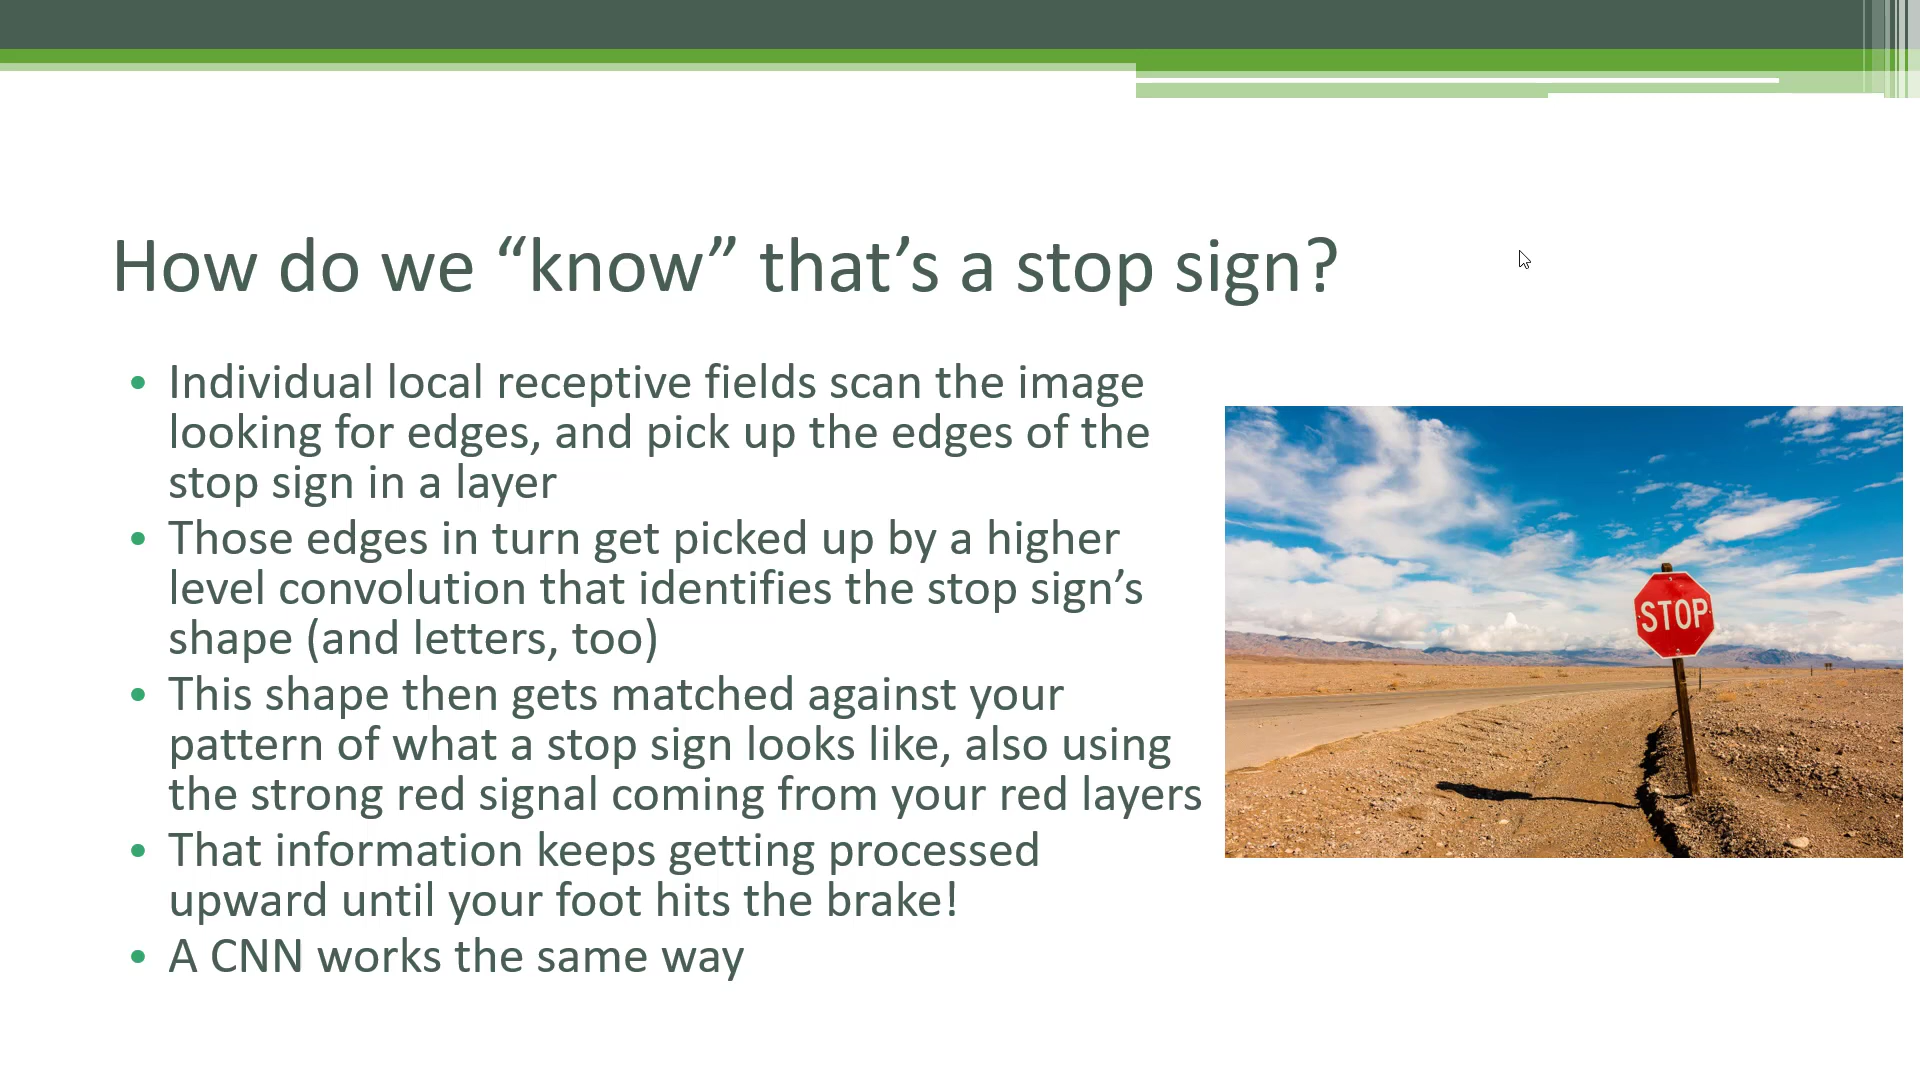 How do we “know” that’s a stop sign?
• Individual local receptive fields scan the image
looking for edges, and pick up the edges of the
stop sign in a layer
• Those edges in turn get picked up by a higher
level convolution that identifies the stop sign’s
shape (and letters, too)
• This shape then gets matched against your
pattern of what a stop sign looks like, also using
the strong red signal coming from your red layers
• That information keeps getting processed
upward until your foot hits the brake!
• A CNN works the same way
STOP